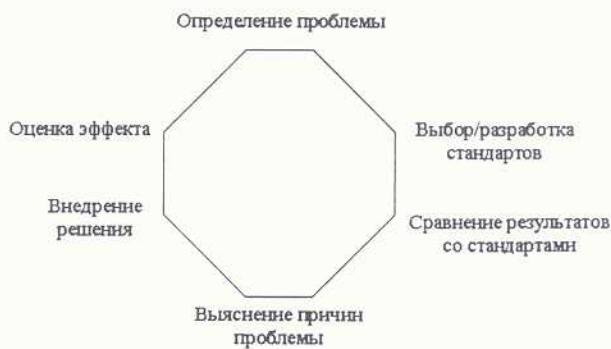 Определение проблемы
Оценка эффекта
Выбор/разработка
стандартов
Внедрение
решения
Сравнение результатов
со стандартами
Выяснение причин
проблемы